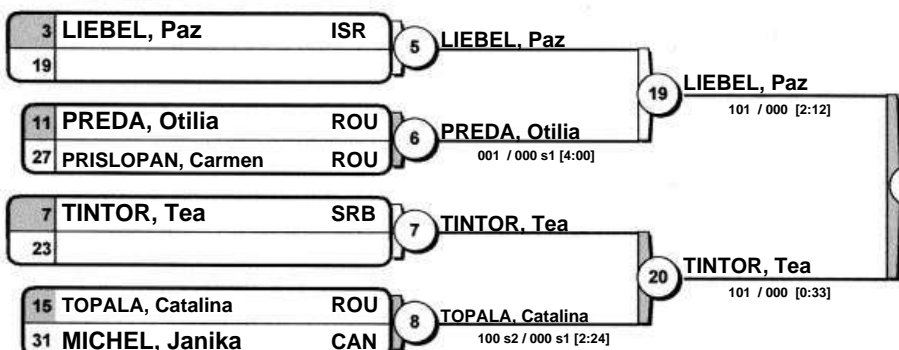 3 LIEBEL, Paz ISR
19
5
LIEBEL, Paz
11 PREDA, Otilia ROU
27 PRISLOPAN, Carmen ROU
6
PREDA, Otilia
001 / 000 s1 [4:00]
19
LIEBEL, Paz
101 / 000 [2:12]
7 TINTOR, Tea SRB
23
7
TINTOR, Tea
15 TOPALA, Catalina ROU
31 MICHEL, Janika CAN
8
TOPALA, Catalina
100 s2 / 000 s1 [2:24]
20
TINTOR, Tea
101 / 000 [0:33]